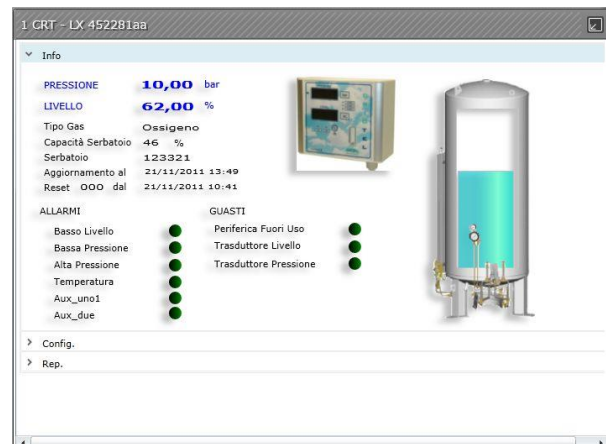 1 CRT - LX 452281aa
Info
PRESSIONE 10,00 bar
LIVELLO 62,00 %
Tipo Gas Ossigeno
Capacità Serbatoio 46 %
Serbatoio 123321
Aggiornamento al 21/11/2011 13:49
Reset 000 dal 21/11/2011 10:41
ALLARMI
Basso Livello
Bassa Pressione
Alta Pressione
Temperatura
Aux_uno1
Aux_due
GUASTI
Periferica Fuori Uso
Trasduttore Livello
Trasduttore Pressione
Config.
Rep.